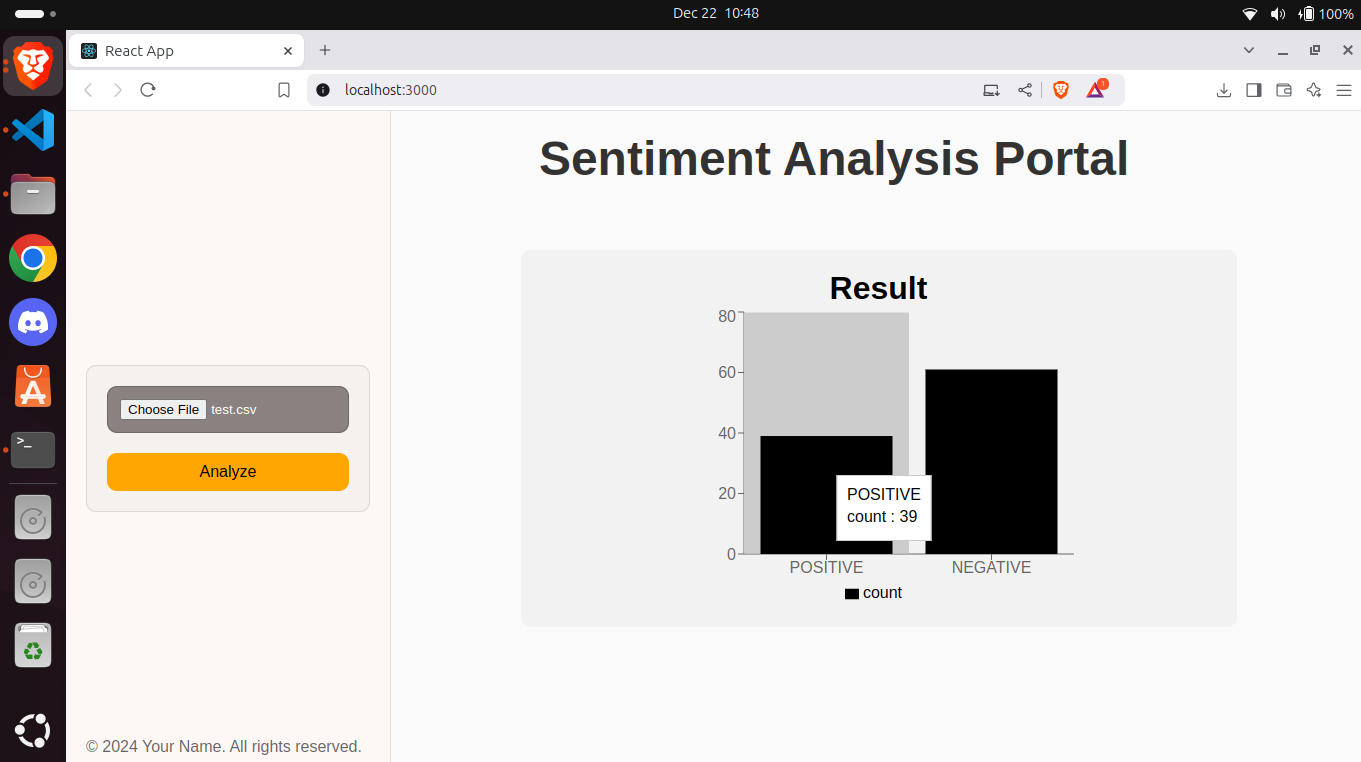 Dec 22 10:48
100%
React App
localhost:3000
1
Sentiment Analysis Portal
Choose File test.csv
Analyze
Result
80
60
40
20
0
POSITIVE
count : 39
POSITIVE NEGATIVE
count
© 2024 Your Name. All rights reserved.